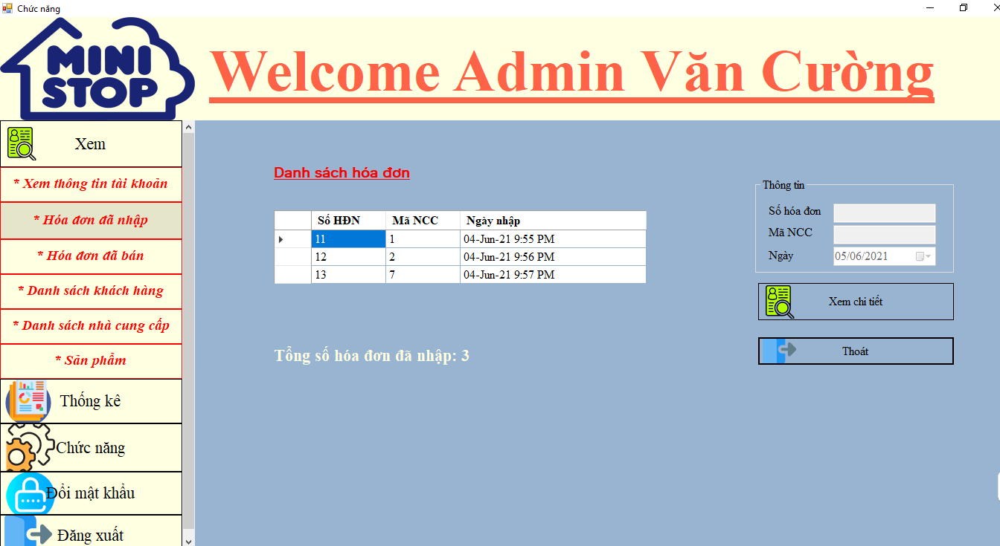 Chức năng
MINI
STOP
Welcome Admin Văn Cường
Xem
* Xem thông tin tài khoản
* Hóa đơn đã nhập
* Hóa đơn đã bán
* Danh sách khách hàng
* Danh sách nhà cung cấp
* Sản phẩm
Thống kê
Chức năng
Đổi mật khẩu
Đăng xuất
Danh sách hóa đơn
Số HĐN Mã NCC Ngày nhập
11 1 04-Jun-21 9:55 PM
12 2 04-Jun-21 9:56 PM
13 7 04-Jun-21 9:57 PM
Tổng số hóa đơn đã nhập: 3
Thông tin
Số hóa đơn
Mã NCC
Ngày 05/06/2021
Xem chi tiết
Thoát